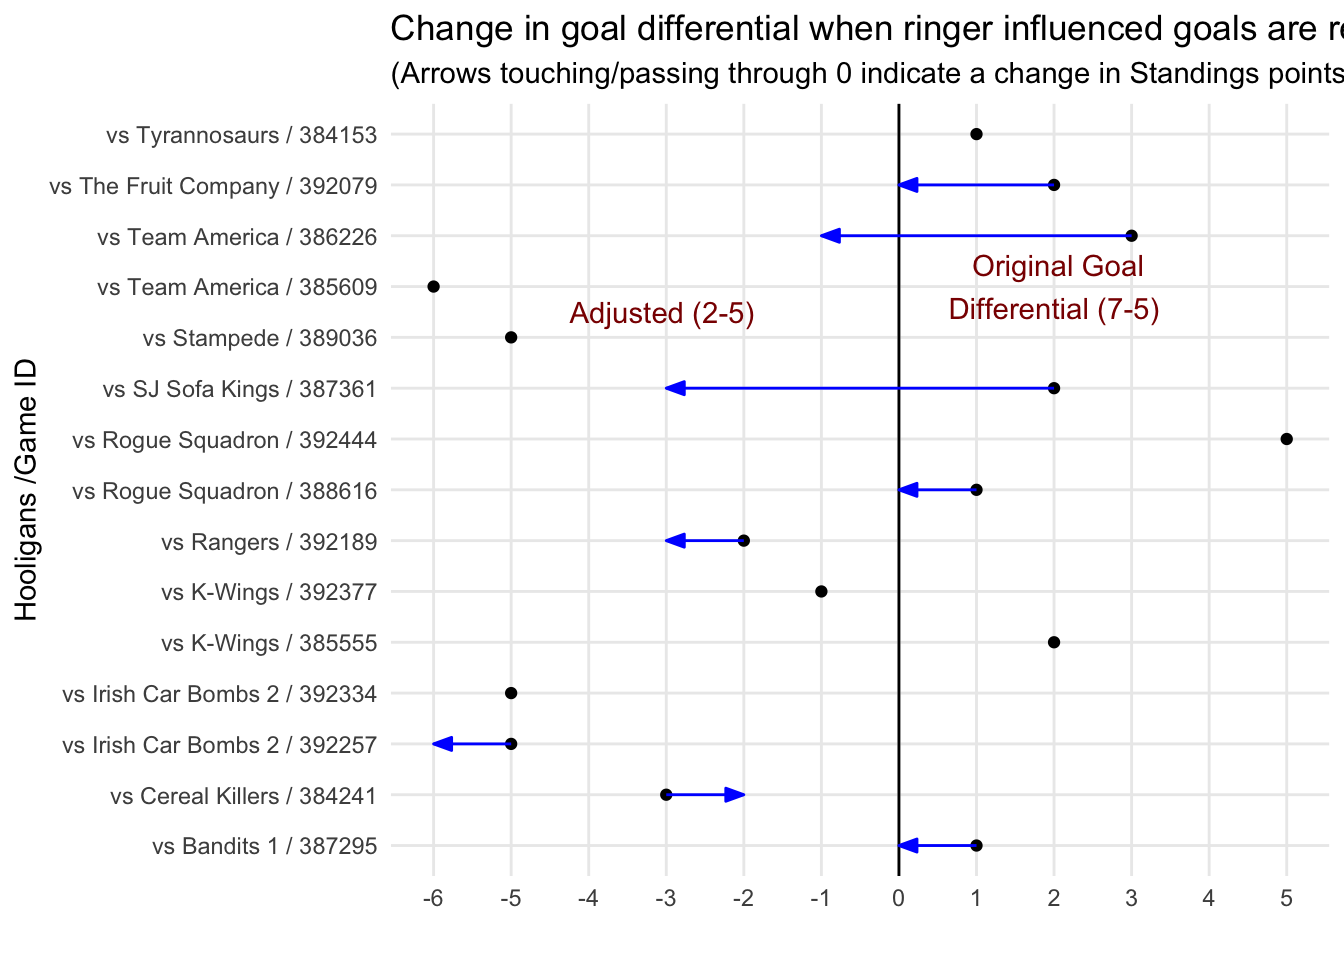 Change in goal differential when ringer influenced goals are
(Arrows touching/passing through 0 indicate a change in Standings points
vs Tyrannosaurs / 384153
vs The Fruit Company / 392079
vs Team America / 386226
Original Goal
Differential (7-5)
vs Team America / 385609
Adjusted (2-5)
vs Stampede / 389036
vs SJ Sofa Kings / 387361
vs Rogue Squadron / 392444
vs Rogue Squadron / 388616
vs Rangers / 392189
vs K-Wings / 392377
vs K-Wings / 385555
vs Irish Car Bombs 2 / 392334
vs Irish Car Bombs 2 / 392257
vs Cereal Killers / 384241
vs Bandits 1 / 387295
Hooligans /Game ID
-6 -5 -4 -3 -2 -1 0 1 2 3 4 5